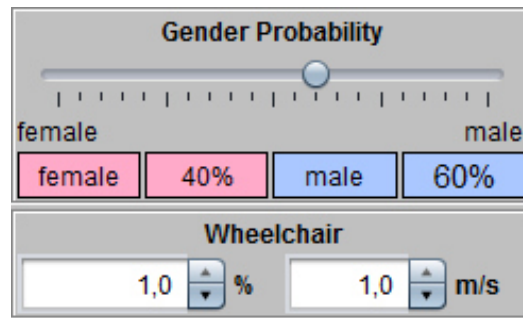 Gender Probability
female male
female 40% male 60%
Wheelchair
1,0 % 1,0 m/s